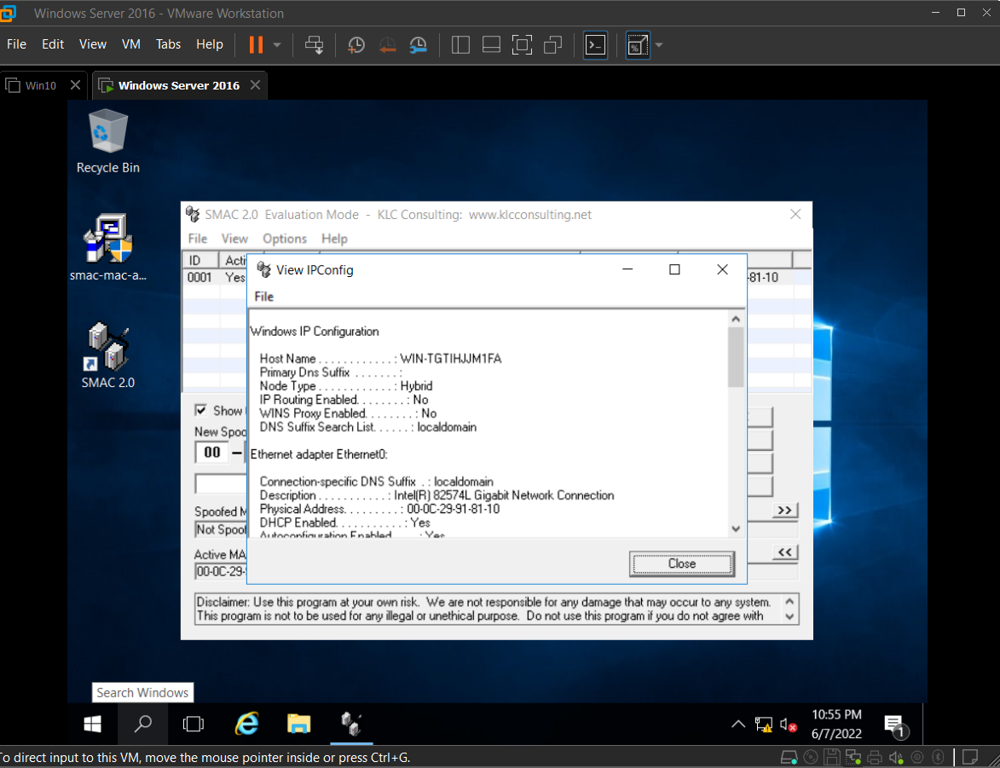 Windows Server 2016 - VMware Workstation
File Edit View VM Tabs Help
Win10 Windows Server 2016
Recycle Bin
smac-mac-a...
SMAC 2.0
SMAC 2.0 Evaluation Mode - KLC Consulting: www.klcconsulting.net
File View Options Help
ID Acti
0001 Yes -81-10
View IPConfig
File
Windows IP Configuration
Host Name . . . . . . . . . . . . : WIN-TGTIHJJM1FA
Primary Dns Suffix . . . . . . . :
Node Type . . . . . . . . . . . . : Hybrid
IP Routing Enabled. . . . . . . . : No
WINS Proxy Enabled. . . . . . . . : No
DNS Suffix Search List. . . . . . : localdomain
Ethernet adapter Ethernet0:
Connection-specific DNS Suffix . : localdomain
Description . . . . . . . . . . . : Intel(R) 82574L Gigabit Network Connection
Physical Address. . . . . . . . . : 00-0C-29-91-81-10
DHCP Enabled. . . . . . . . . . . : Yes
Autoconfiguration Enabled . . . . : Yes
Close
Show
New Spoo
00 –
>>
Spoofed M
Not Spoof
Active MA
<<
00-0C-29-
Disclaimer: Use this program at your own risk. We are not responsible for any damage that may occur to any system.
This program is not to be used for any illegal or unethical purpose. Do not use this program if you do not agree with
Search Windows
10:55 PM
6/7/2022
1
To direct input to this VM, move the mouse pointer inside or press Ctrl+G.